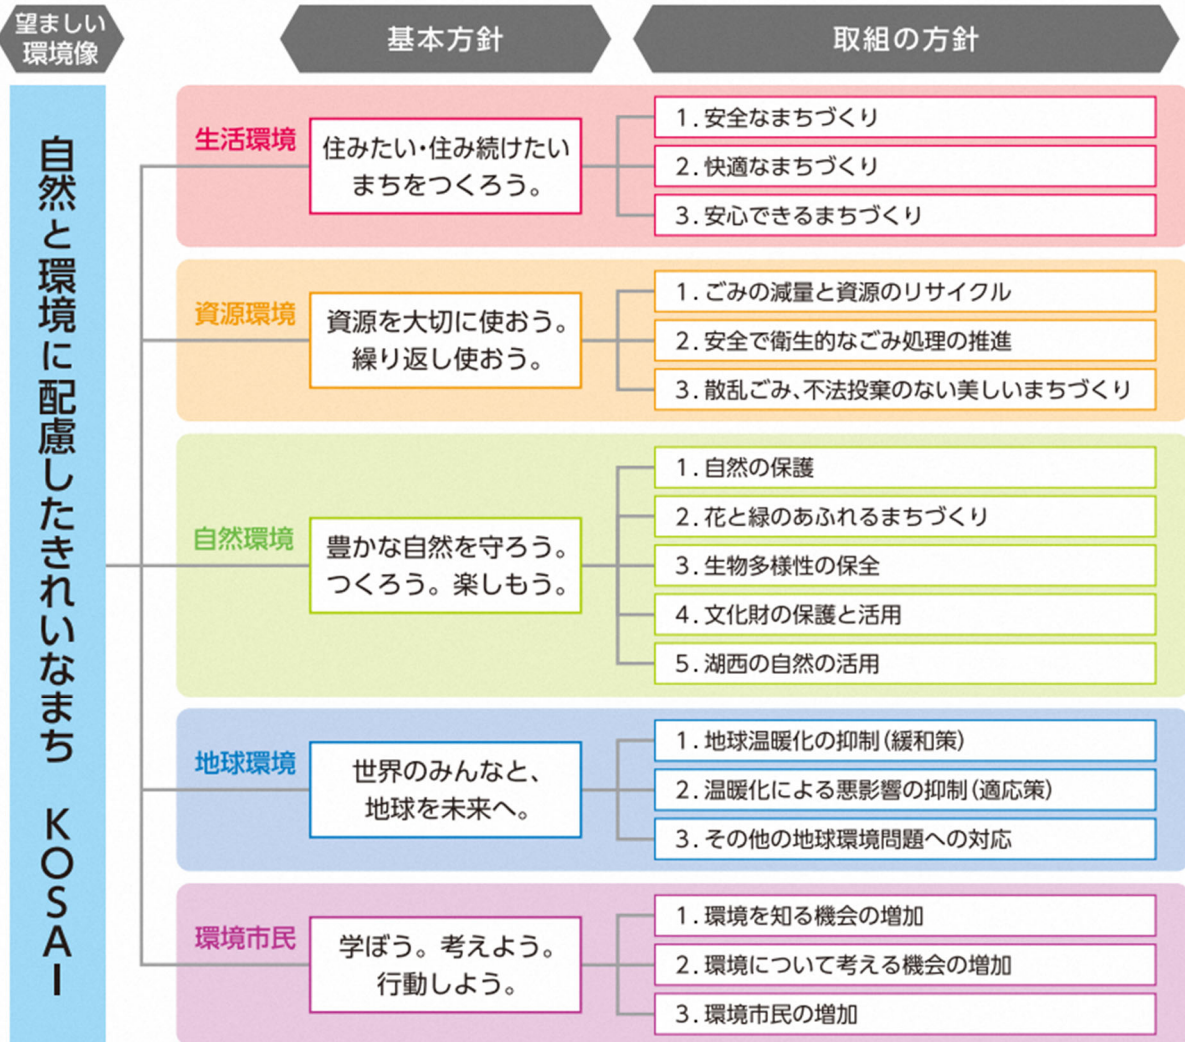 望ましい
環境像
基本方針
取組の方針
自然と環境に配慮したきれいなまち　KOSAI
生活環境
住みたい・住み続けたい
まちをつくろう。
1.安全なまちづくり
2.快適なまちづくり
3.安心できるまちづくり
資源環境
資源を大切に使おう。
繰り返し使おう。
1.ごみの減量と資源のリサイクル
2.安全で衛生的なごみ処理の推進
3.散乱ごみ、不法投棄のない美しいまちづくり
自然環境
豊かな自然を守ろう。
つくろう。楽しもう。
1.自然の保護
2.花と緑のあふれるまちづくり
3.生物多様性の保全
4.文化財の保護と活用
5.湖西の自然の活用
地球環境
世界のみんなと、
地球を未来へ。
1.地球温暖化の抑制（緩和策）
2.温暖化による悪影響の抑制（適応策）
3.その他の地球環境問題への対応
環境市民
学ぼう。考えよう。
行動しよう。
1.環境を知る機会の増加
2.環境について考える機会の増加
3.環境市民の増加